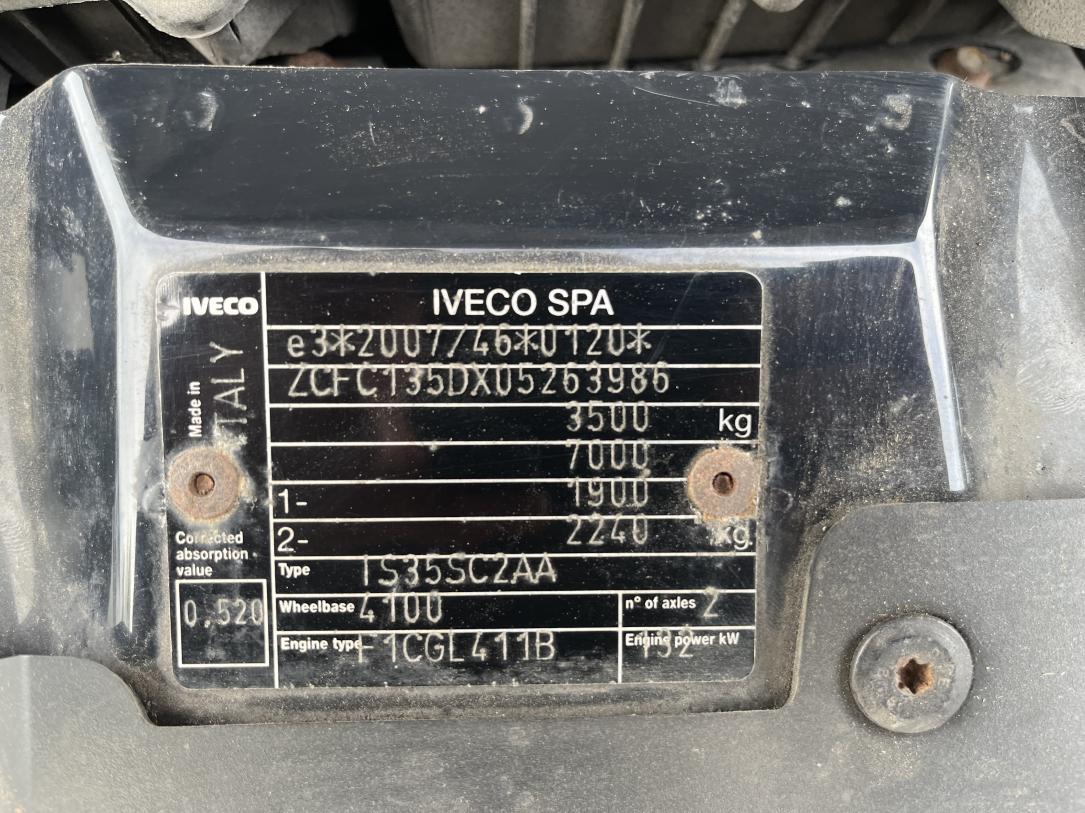 IVECO
IVECO SPA
e3*2007/46*0120*
ZCFC135DX05263986
3500 kg
7000
1- 1900
2- 2240 kg
Made in ITALY
Corrected
absorption
value
0,520
Type IS35SC2AA
Wheelbase 4100
n° of axles 2
Engine type F1CGL411B
Engine power kW 132